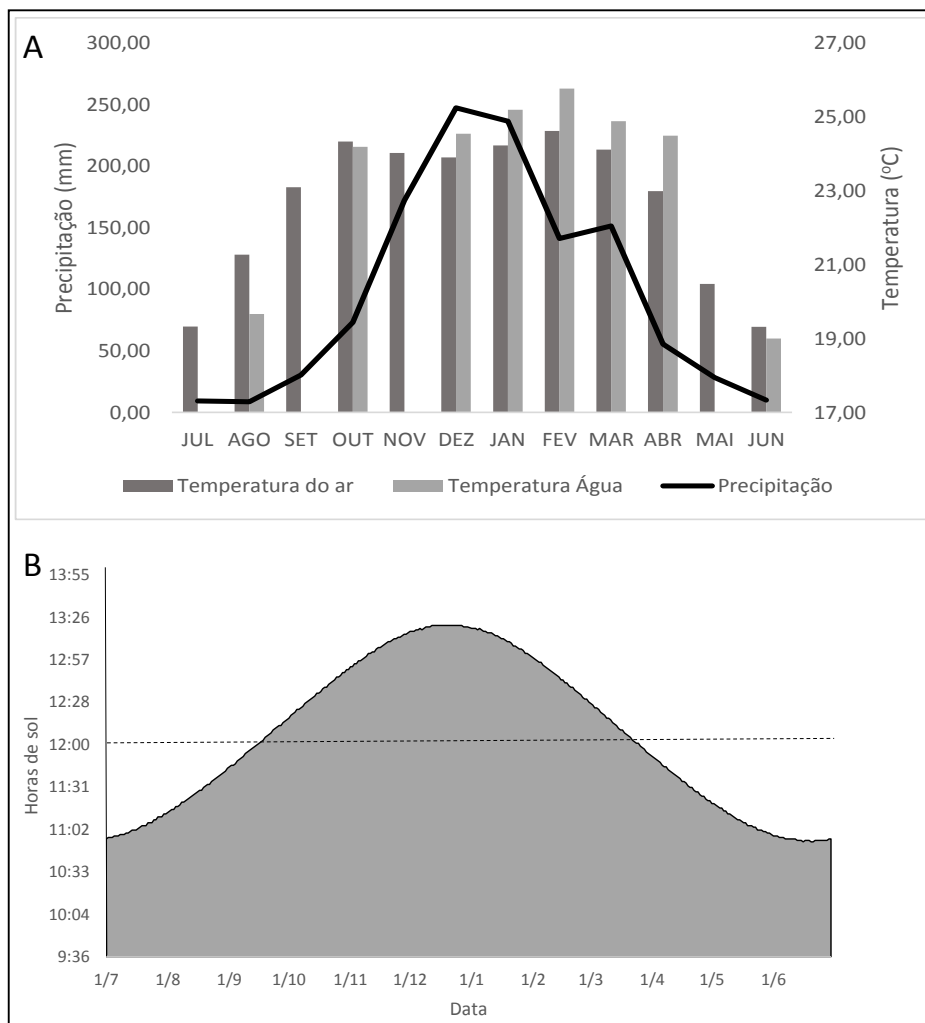 A
300,00
250,00
200,00
150,00
100,00
50,00
0,00
Precipitação (mm)
27,00
25,00
23,00
21,00
19,00
17,00
Temperatura (ºC)
JUL AGO SET OUT NOV DEZ JAN FEV MAR ABR MAI JUN
Temperatura do ar Temperatura Água Precipitação
B
13:55
13:26
12:57
12:28
12:00
11:31
11:02
10:33
10:04
9:36
Horas de sol
1/7 1/8 1/9 1/10 1/11 1/12 1/1 1/2 1/3 1/4 1/5 1/6
Data